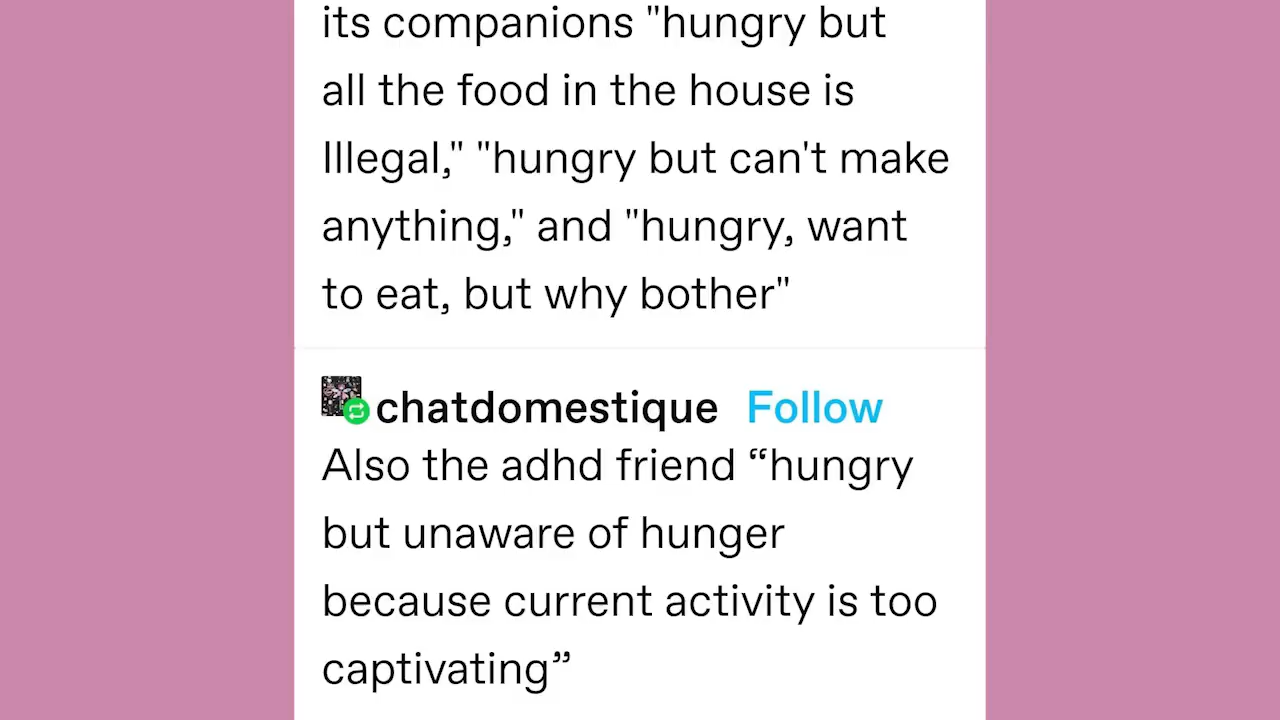 its companions "hungry but
all the food in the house is
Illegal," "hungry but can't make
anything," and "hungry, want
to eat, but why bother"
chatdomestique Follow
Also the adhd friend “hungry
but unaware of hunger
because current activity is too
captivating”